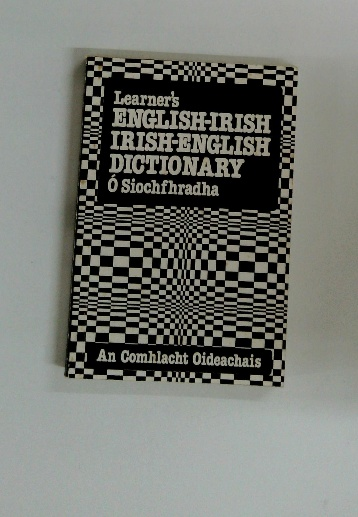 Learner's
ENGLISH-IRISH
IRISH-ENGLISH
DICTIONARY
Ó Siochfhradha
An Comhlacht Oideachais